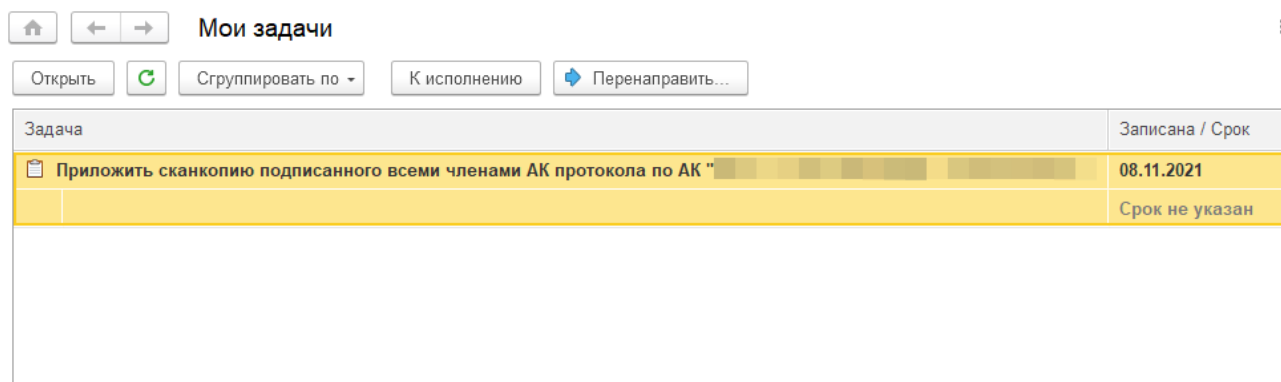 Мои задачи
Открыть Сгруппировать по К исполнению Перенаправить...
Задача Записана / Срок
Приложить сканкопию подписанного всеми членами АК протокола по АК " 08.11.2021
Срок не указан